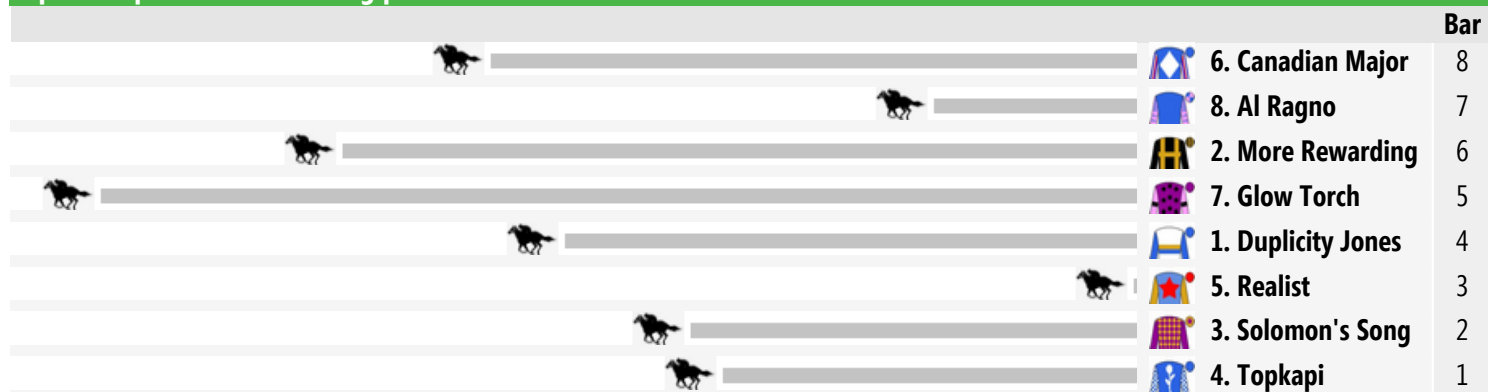 Bar
6. Canadian Major 8
8. Al Ragno 7
2. More Rewarding 6
7. Glow Torch 5
1. Duplicity Jones 4
5. Realist 3
3. Solomon's Song 2
4. Topkapi 1